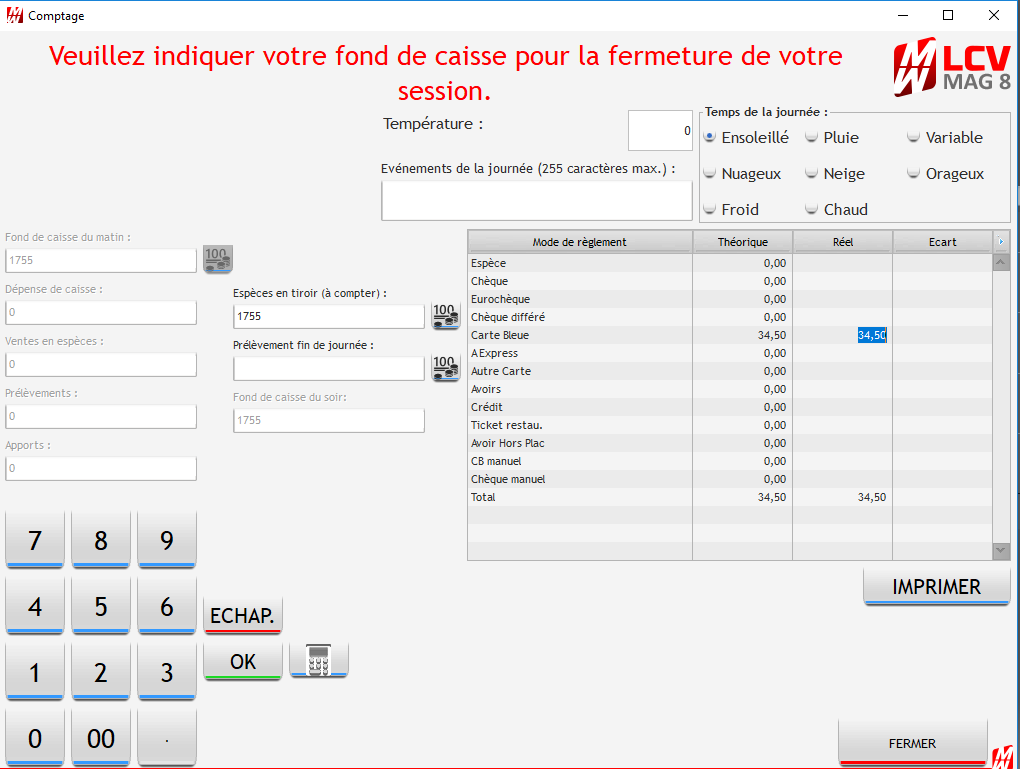 Comptage
Veuillez indiquer votre fond de caisse pour la fermeture de votre
session.
LCV
MAG 8
Température :
0
Evénements de la journée (255 caractères max.) :
Temps de la journée :
Ensoleillé Pluie Variable
Nuageux Neige Orageux
Froid Chaud
Fond de caisse du matin :
1755
100
Dépense de caisse :
0
Ventes en espèces :
0
Prélèvements :
0
Apports :
0
Espèces en tiroir (à compter) :
1755
100
Prélèvement fin de journée :
100
Fond de caisse du soir:
1755
Mode de règlement Théorique Réel Ecart
Espèce 0,00
Chèque 0,00
Eurochèque 0,00
Chèque différé 0,00
Carte Bleue 34,50 34,50
A Express 0,00
Autre Carte 0,00
Avoirs 0,00
Crédit 0,00
Ticket restau. 0,00
Avoir Hors Plac 0,00
CB manuel 0,00
Chèque manuel 0,00
Total 34,50 34,50
7 8 9
4 5 6
1 2 3
0 00 .
ECHAP.
OK
IMPRIMER
FERMER